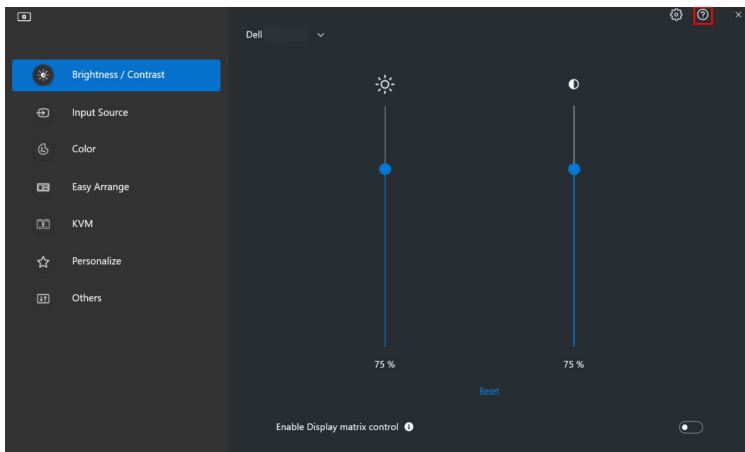 Dell
Brightness / Contrast
Input Source
Color
Easy Arrange
KVM
Personalize
Others
75 %
75 %
Reset
Enable Display matrix control